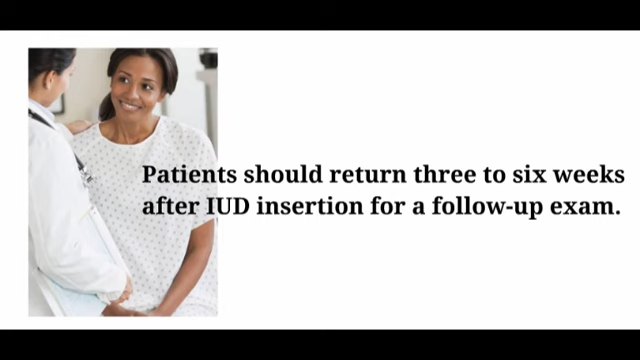 Patients should return three to six weeks
after IUD insertion for a follow-up exam.